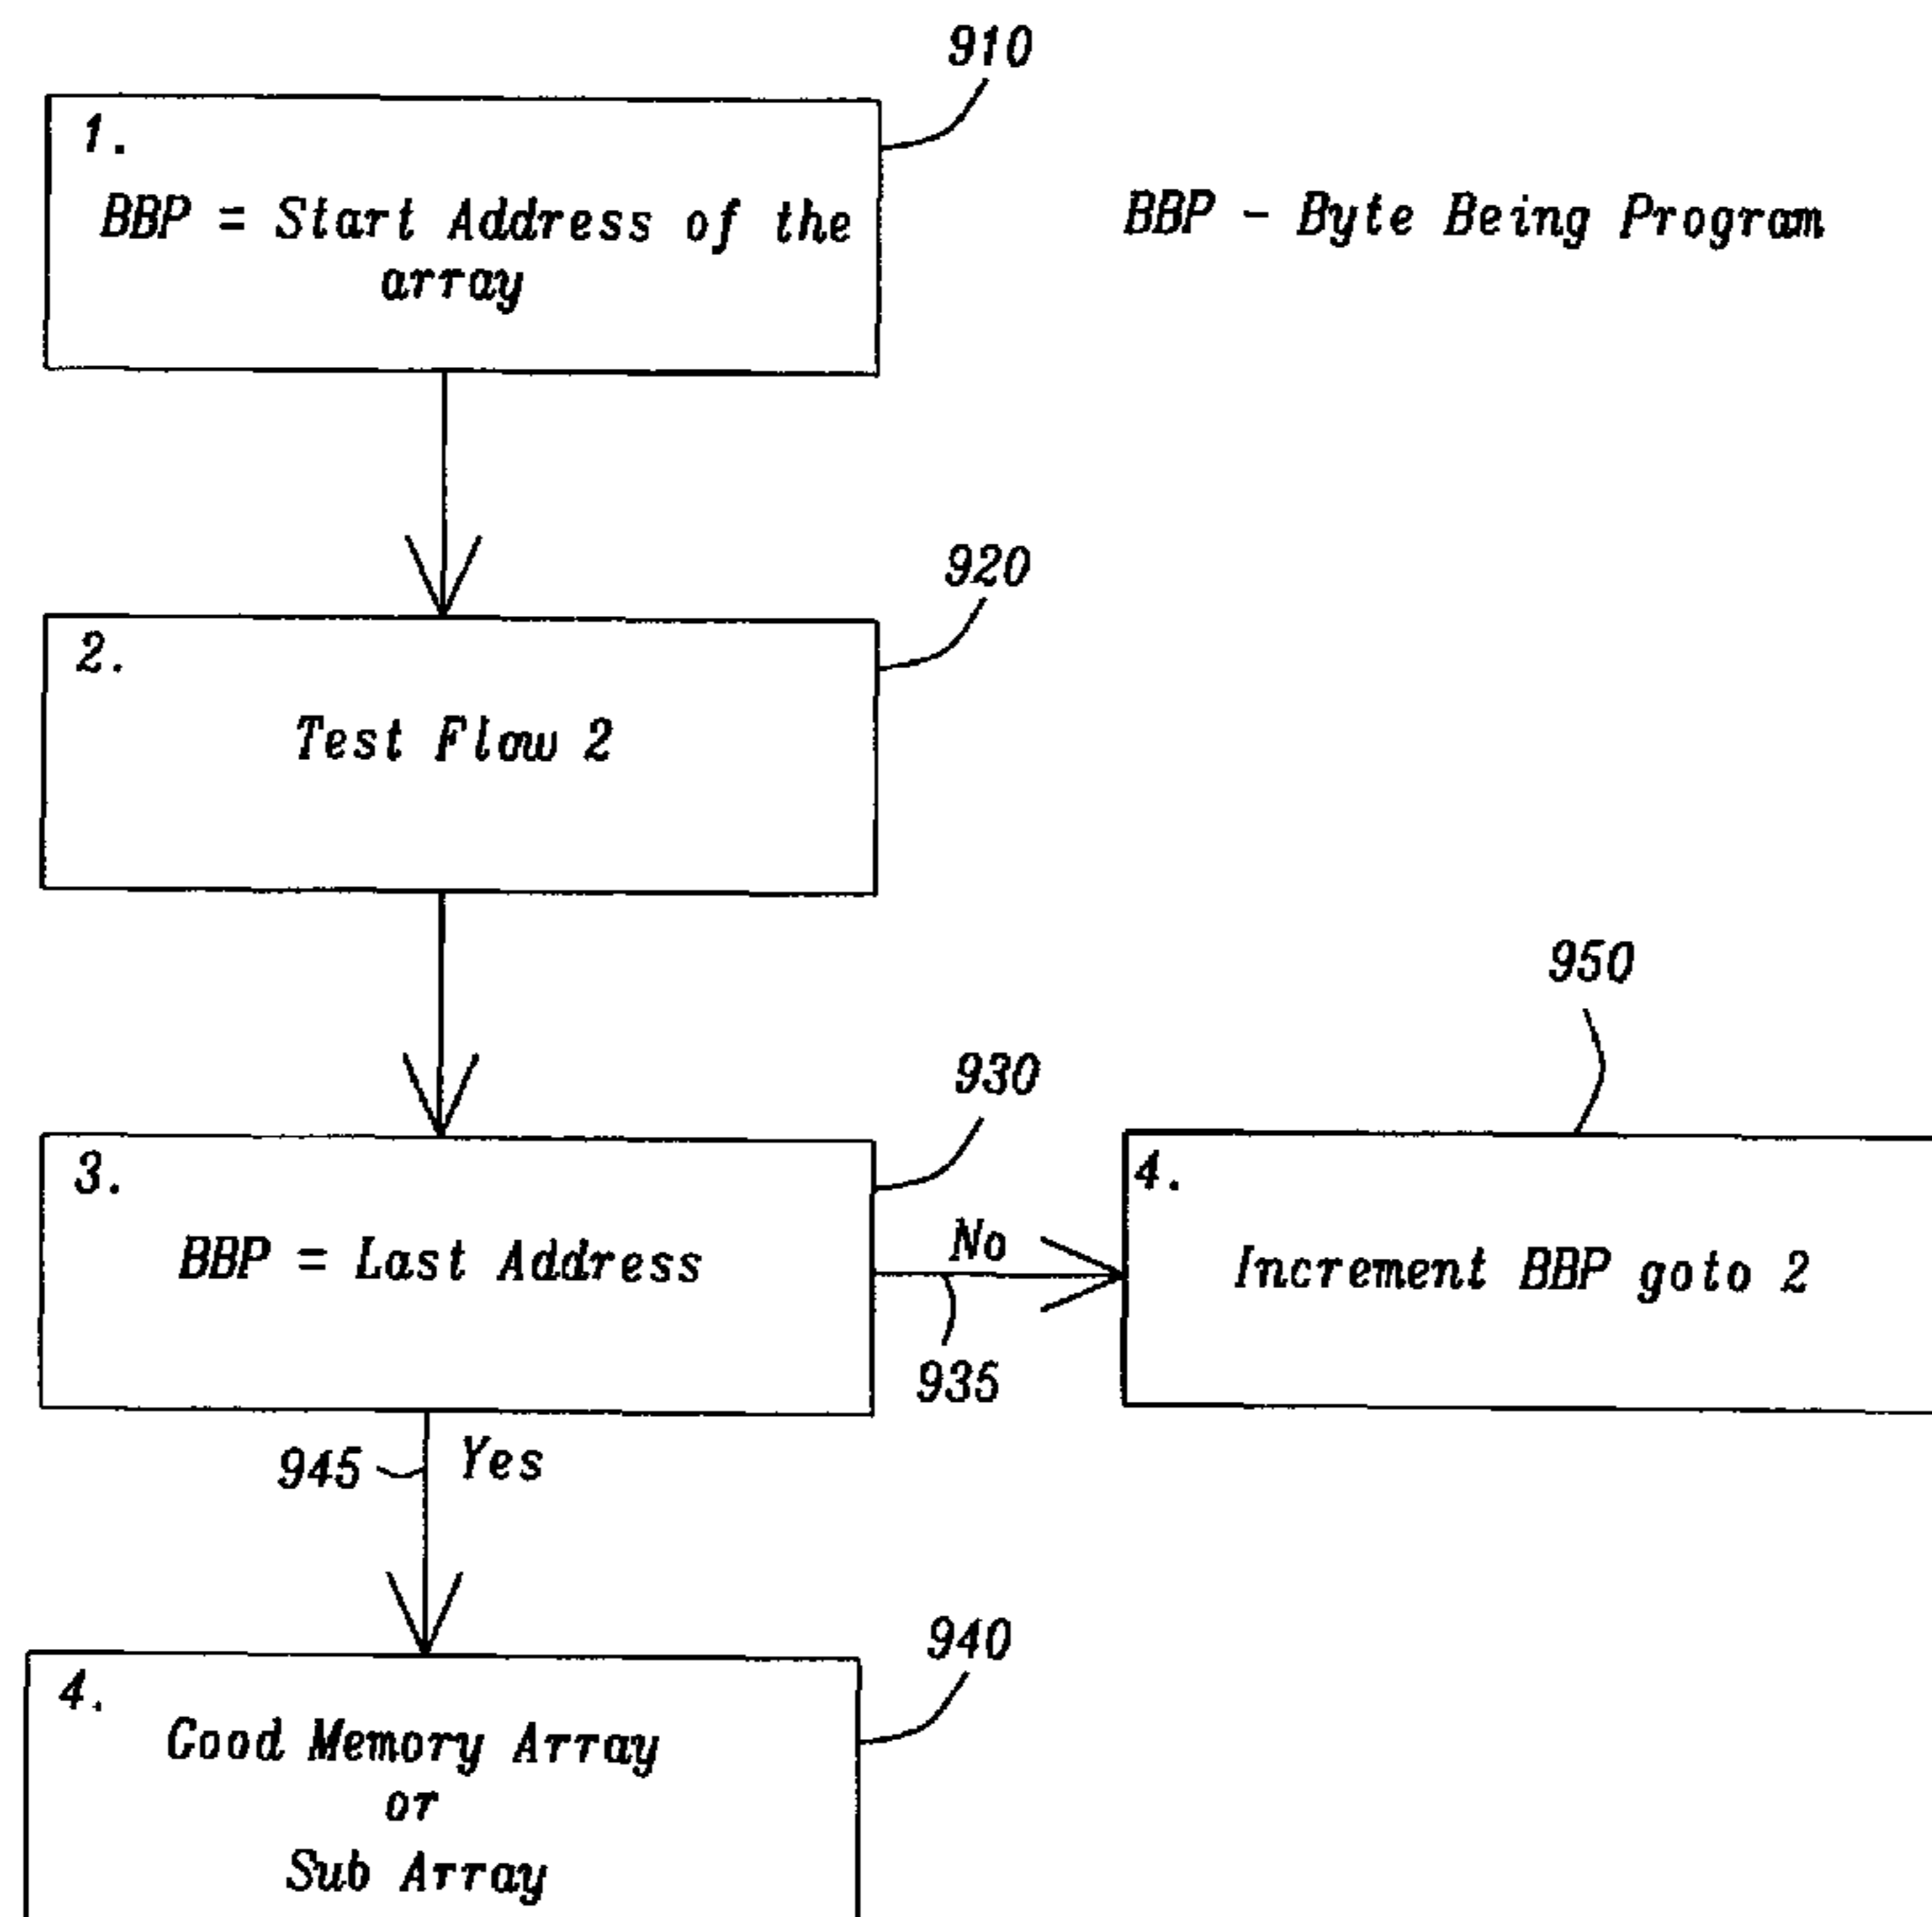 910
1.
BBP = Start Address of the
array
BBP - Byte Being Program
920
2.
Test Flow 2
950
930
3.
BBP = Last Address
No
935
4.
Increment BBP goto 2
945
Yes
940
4.
Good Memory Array
or
Sub Array